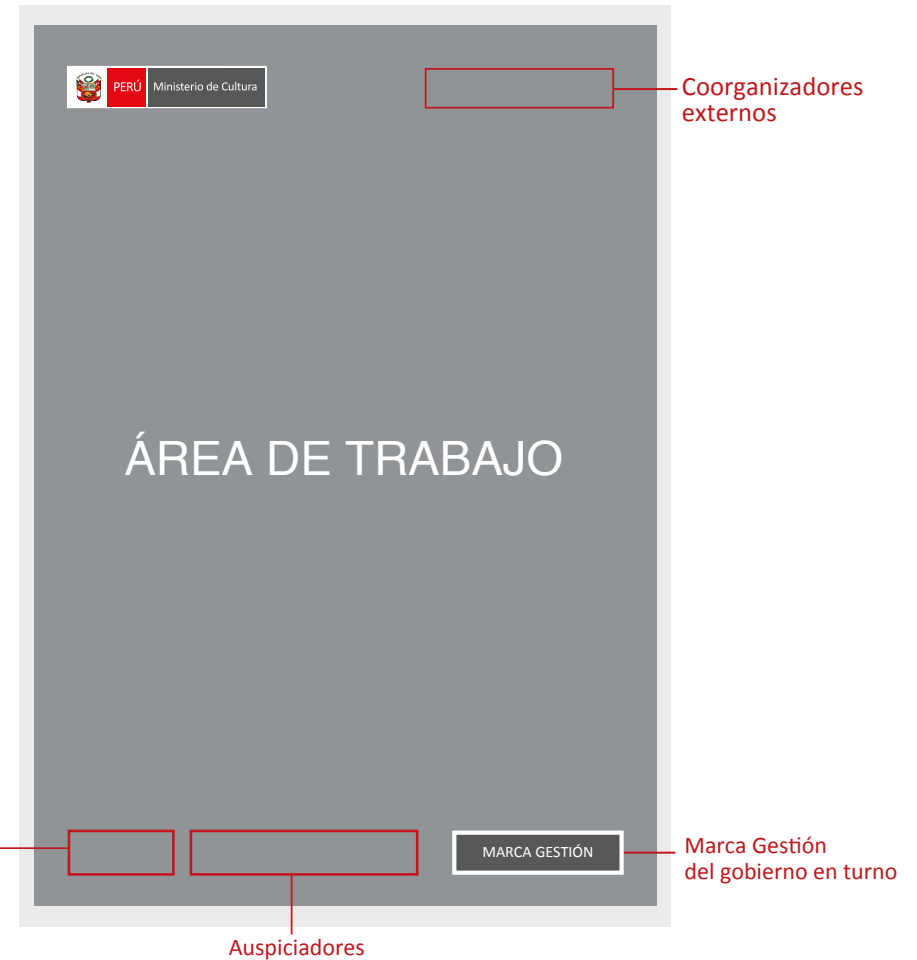 PERÚ
Ministerio de Cultura
Coorganizadores
externos
ÁREA DE TRABAJO
MARCA GESTIÓN
Marca Gestión
del gobierno en turno
Auspiciadores